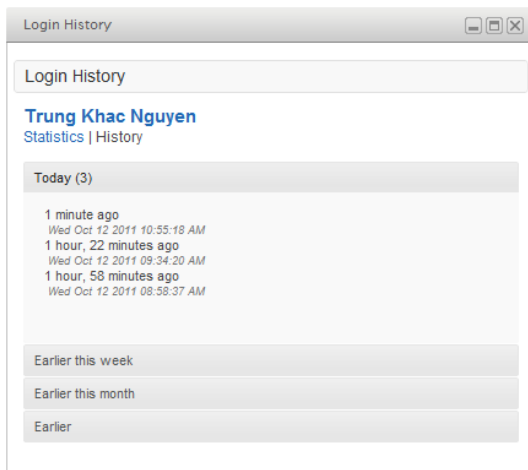 Login History
Login History
Trung Khac Nguyen
Statistics | History
Today (3)
1 minute ago
Wed Oct 12 2011 10:55:18 AM
1 hour, 22 minutes ago
Wed Oct 12 2011 09:34:20 AM
1 hour, 58 minutes ago
Wed Oct 12 2011 08:58:37 AM
Earlier this week
Earlier this month
Earlier